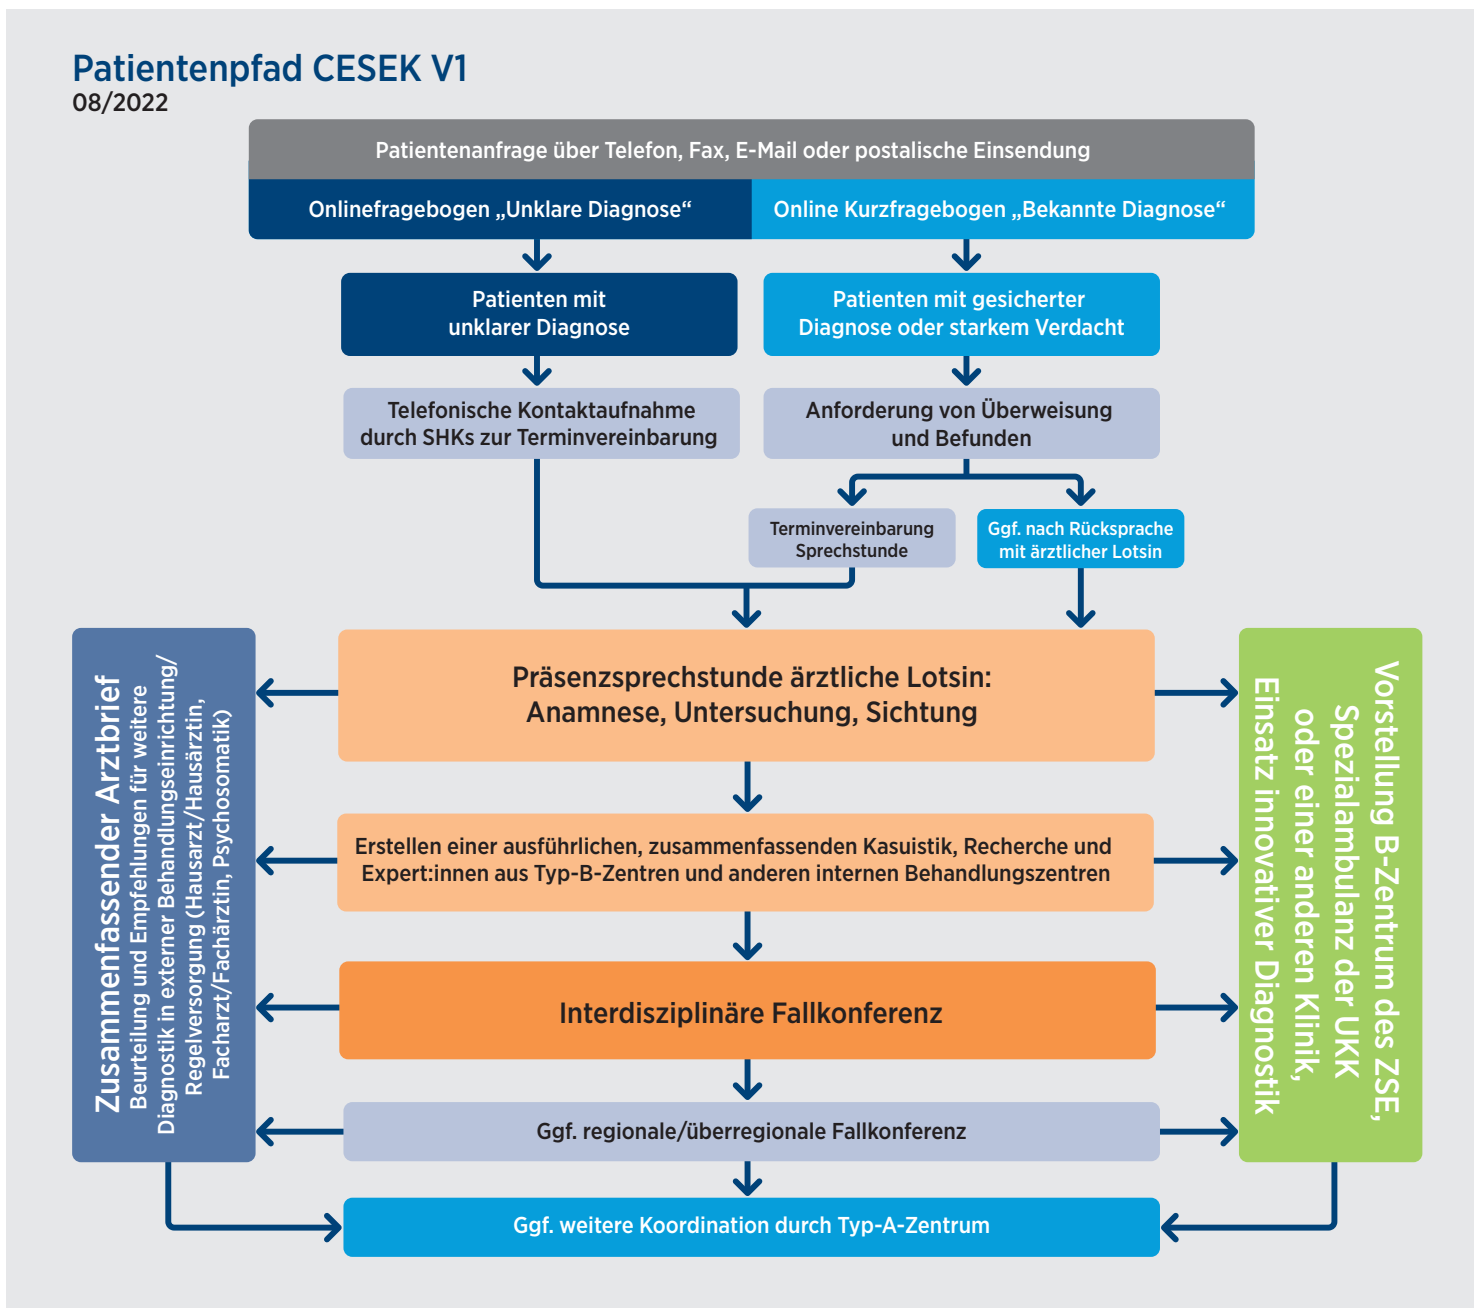 Patientenpfad CESEK V1
08/2022
Patientenanfrage über Telefon, Fax, E-Mail oder postalische Einsendung
Onlinefragebogen „Unklare Diagnose“
Online Kurzfragebogen „Bekannte Diagnose“
Patienten mit
unklarer Diagnose
Patienten mit gesicherter
Diagnose oder starkem Verdacht
Telefonische Kontaktaufnahme
durch SHKs zur Terminvereinbarung
Anforderung von Überweisung
und Befunden
Terminvereinbarung
Sprechstunde
Ggf. nach Rücksprache
mit ärztlicher Lotsin
Präsenzsprechstunde ärztliche Lotsin:
Anamnese, Untersuchung, Sichtung
Erstellen einer ausführlichen, zusammenfassenden Kasuistik, Recherche und
Expert:innen aus Typ-B-Zentren und anderen internen Behandlungszentren
Interdisziplinäre Fallkonferenz
Ggf. regionale/überregionale Fallkonferenz
Ggf. weitere Koordination durch Typ-A-Zentrum
Zusammenfassender Arztbrief
Beurteilung und Empfehlungen für weitere
Diagnostik in externer Behandlungseinrichtung/
Regelversorgung (Hausarzt/Hausärztin,
Facharzt/Fachärztin, Psychosomatik)
Vorstellung B-Zentrum des ZSE,
Spezialambulanz der UKK
oder einer anderen Klinik,
Einsatz innovativer Diagnostik